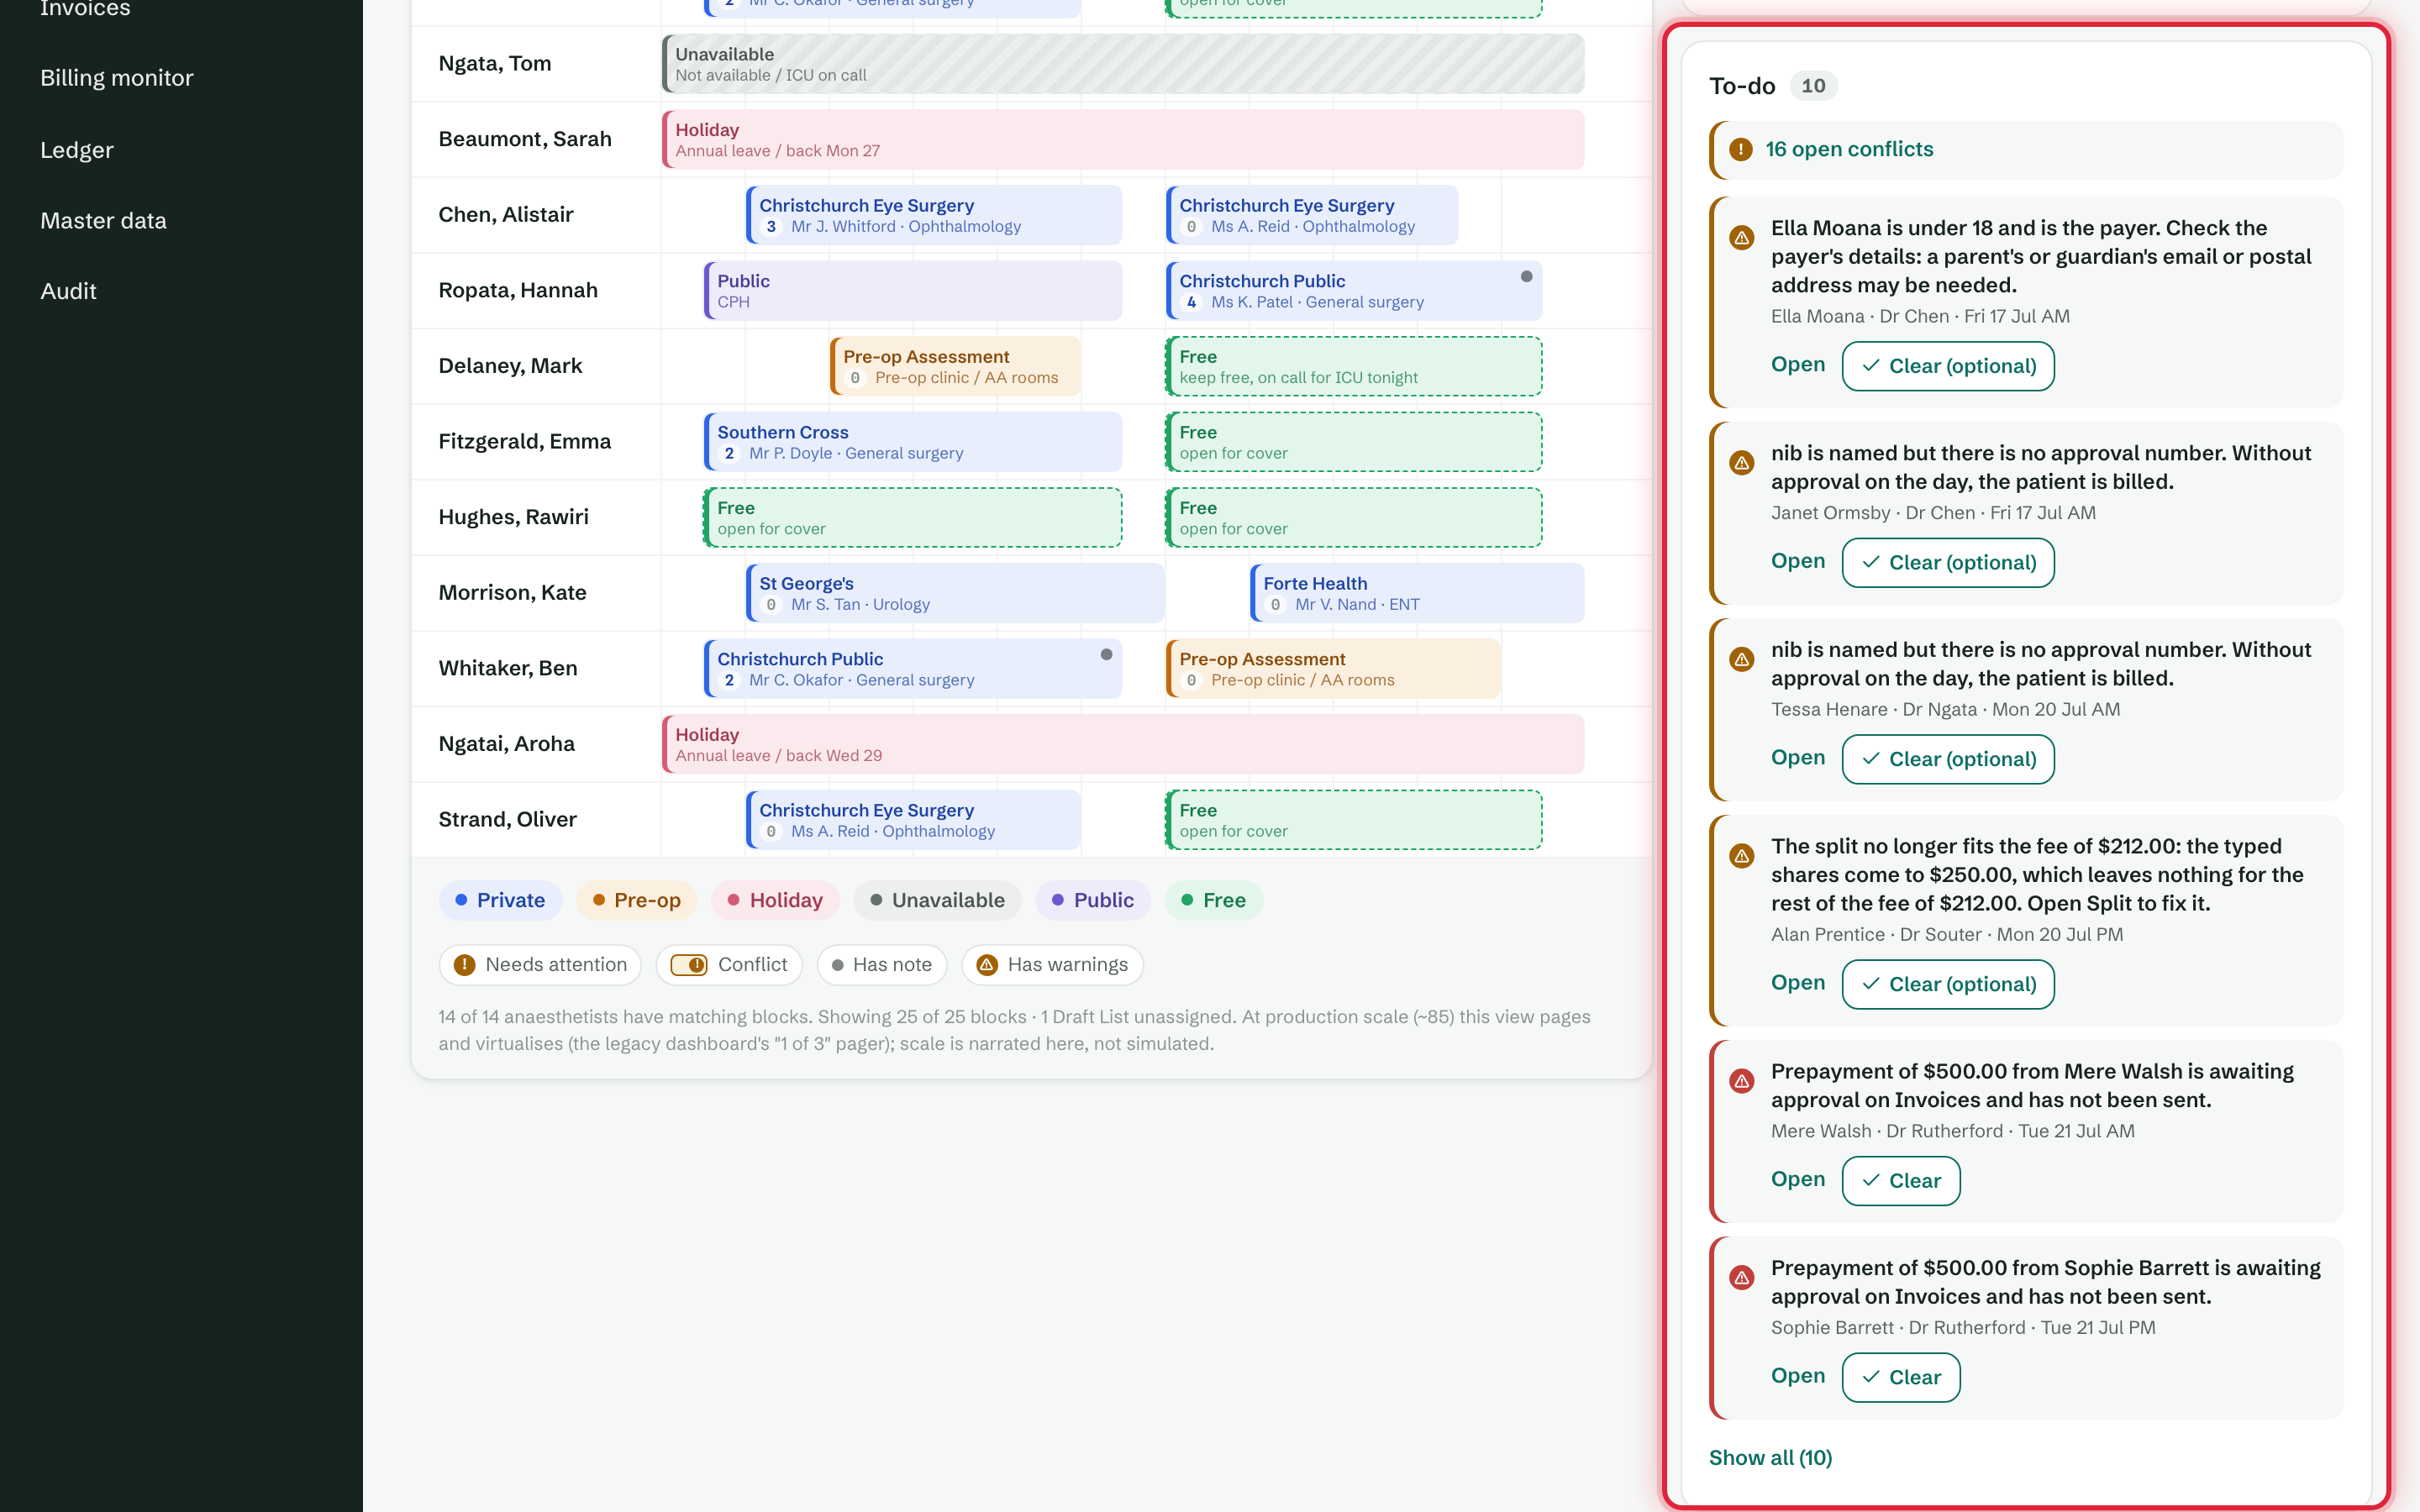 Invoices
Billing monitor
Ledger
Master data
Audit
2 Mr C. Okafor · General surgery
open for cover
Ngata, Tom
Unavailable
Not available / ICU on call
Beaumont, Sarah
Holiday
Annual leave / back Mon 27
Chen, Alistair
Christchurch Eye Surgery
3 Mr J. Whitford · Ophthalmology
Christchurch Eye Surgery
0 Ms A. Reid · Ophthalmology
Ropata, Hannah
Public
CPH
Christchurch Public
4 Ms K. Patel · General surgery
Delaney, Mark
Pre-op Assessment
0 Pre-op clinic / AA rooms
Free
keep free, on call for ICU tonight
Fitzgerald, Emma
Southern Cross
2 Mr P. Doyle · General surgery
Free
open for cover
Hughes, Rawiri
Free
open for cover
Free
open for cover
Morrison, Kate
St George's
0 Mr S. Tan · Urology
Forte Health
0 Mr V. Nand · ENT
Whitaker, Ben
Christchurch Public
2 Mr C. Okafor · General surgery
Pre-op Assessment
0 Pre-op clinic / AA rooms
Ngatai, Aroha
Holiday
Annual leave / back Wed 29
Strand, Oliver
Christchurch Eye Surgery
0 Ms A. Reid · Ophthalmology
Free
open for cover
Private Pre-op Holiday Unavailable Public Free
Needs attention Conflict Has note Has warnings
14 of 14 anaesthetists have matching blocks. Showing 25 of 25 blocks · 1 Draft List unassigned. At production scale (~85) this view pages
and virtualises (the legacy dashboard's "1 of 3" pager); scale is narrated here, not simulated.
To-do 10
16 open conflicts
Ella Moana is under 18 and is the payer. Check the
payer's details: a parent's or guardian's email or postal
address may be needed.
Ella Moana · Dr Chen · Fri 17 Jul AM
Open Clear (optional)
nib is named but there is no approval number. Without
approval on the day, the patient is billed.
Janet Ormsby · Dr Chen · Fri 17 Jul AM
Open Clear (optional)
nib is named but there is no approval number. Without
approval on the day, the patient is billed.
Tessa Henare · Dr Ngata · Mon 20 Jul AM
Open Clear (optional)
The split no longer fits the fee of $212.00: the typed
shares come to $250.00, which leaves nothing for the
rest of the fee of $212.00. Open Split to fix it.
Alan Prentice · Dr Souter · Mon 20 Jul PM
Open Clear (optional)
Prepayment of $500.00 from Mere Walsh is awaiting
approval on Invoices and has not been sent.
Mere Walsh · Dr Rutherford · Tue 21 Jul AM
Open Clear
Prepayment of $500.00 from Sophie Barrett is awaiting
approval on Invoices and has not been sent.
Sophie Barrett · Dr Rutherford · Tue 21 Jul PM
Open Clear
Show all (10)